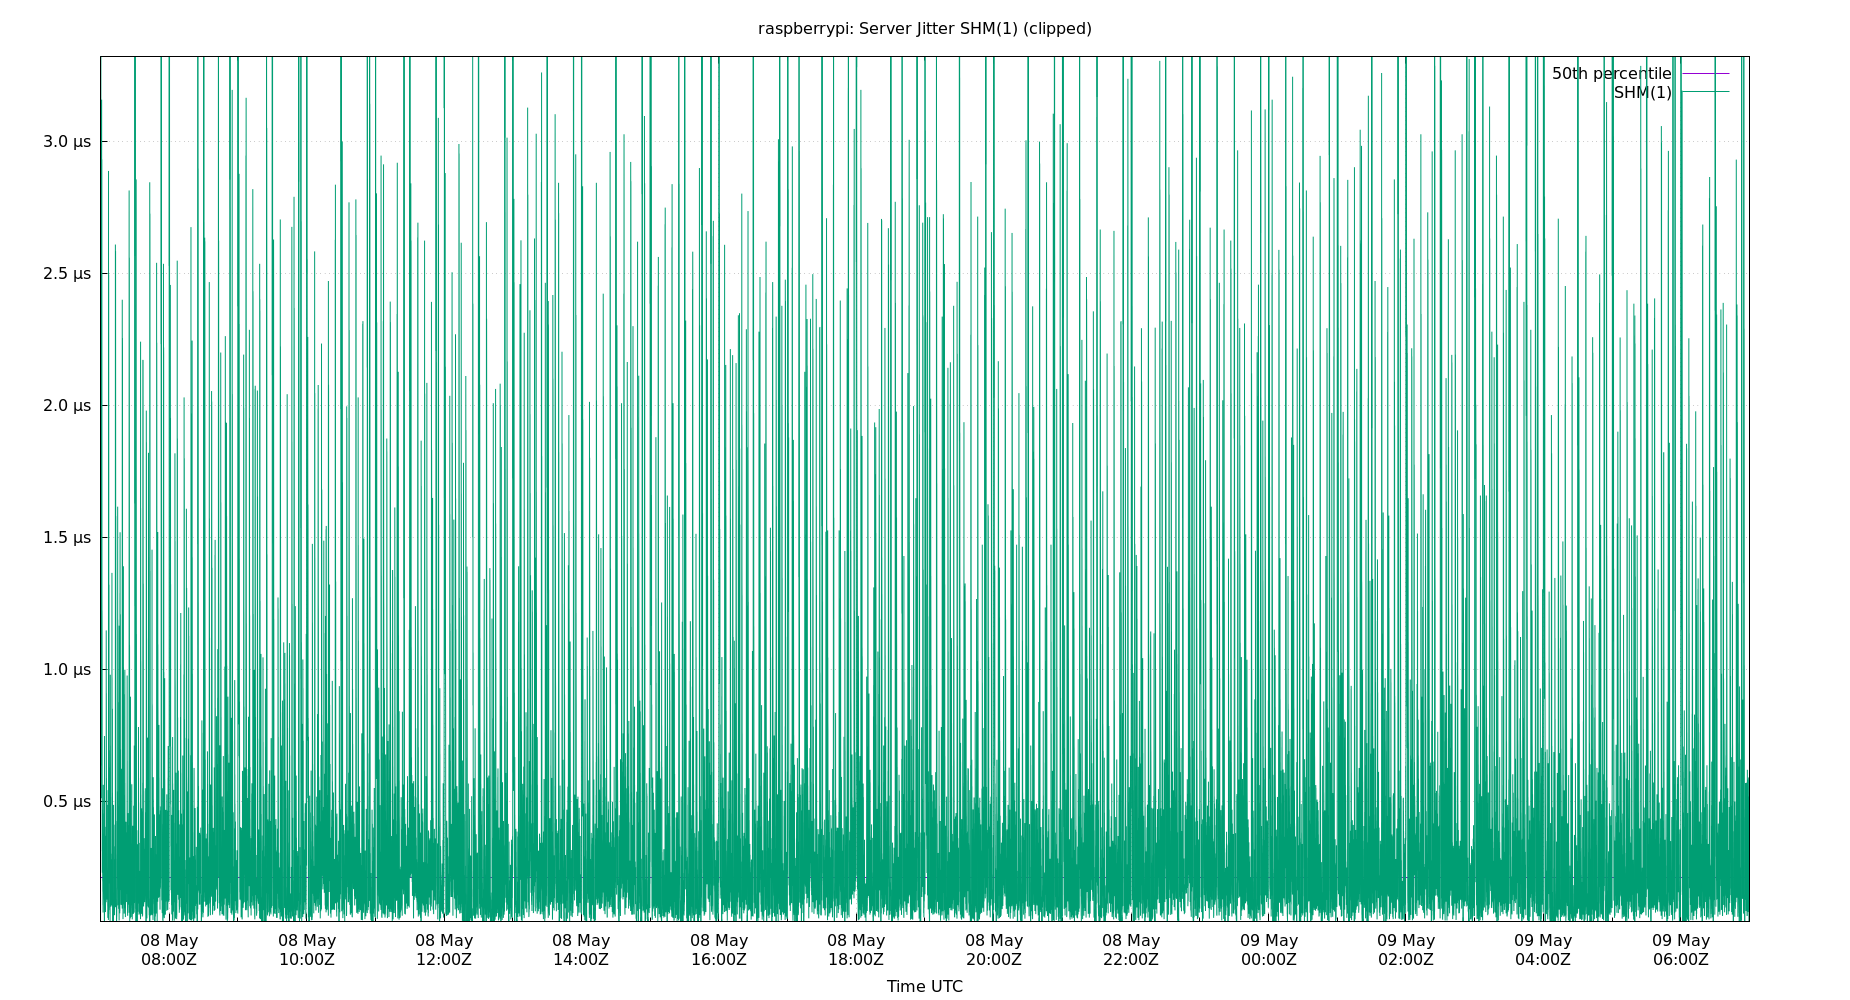 raspberrypi: Server Jitter SHM(1) (clipped)
50th percentile
SHM(1)
3.0 µs
2.5 µs
2.0 µs
1.5 µs
1.0 µs
0.5 µs
08 May 08 May 08 May 08 May 08 May 08 May 08 May 08 May 09 May 09 May 09 May 09 May
08:00Z 10:00Z 12:00Z 14:00Z 16:00Z 18:00Z 20:00Z 22:00Z 00:00Z 02:00Z 04:00Z 06:00Z
Time UTC